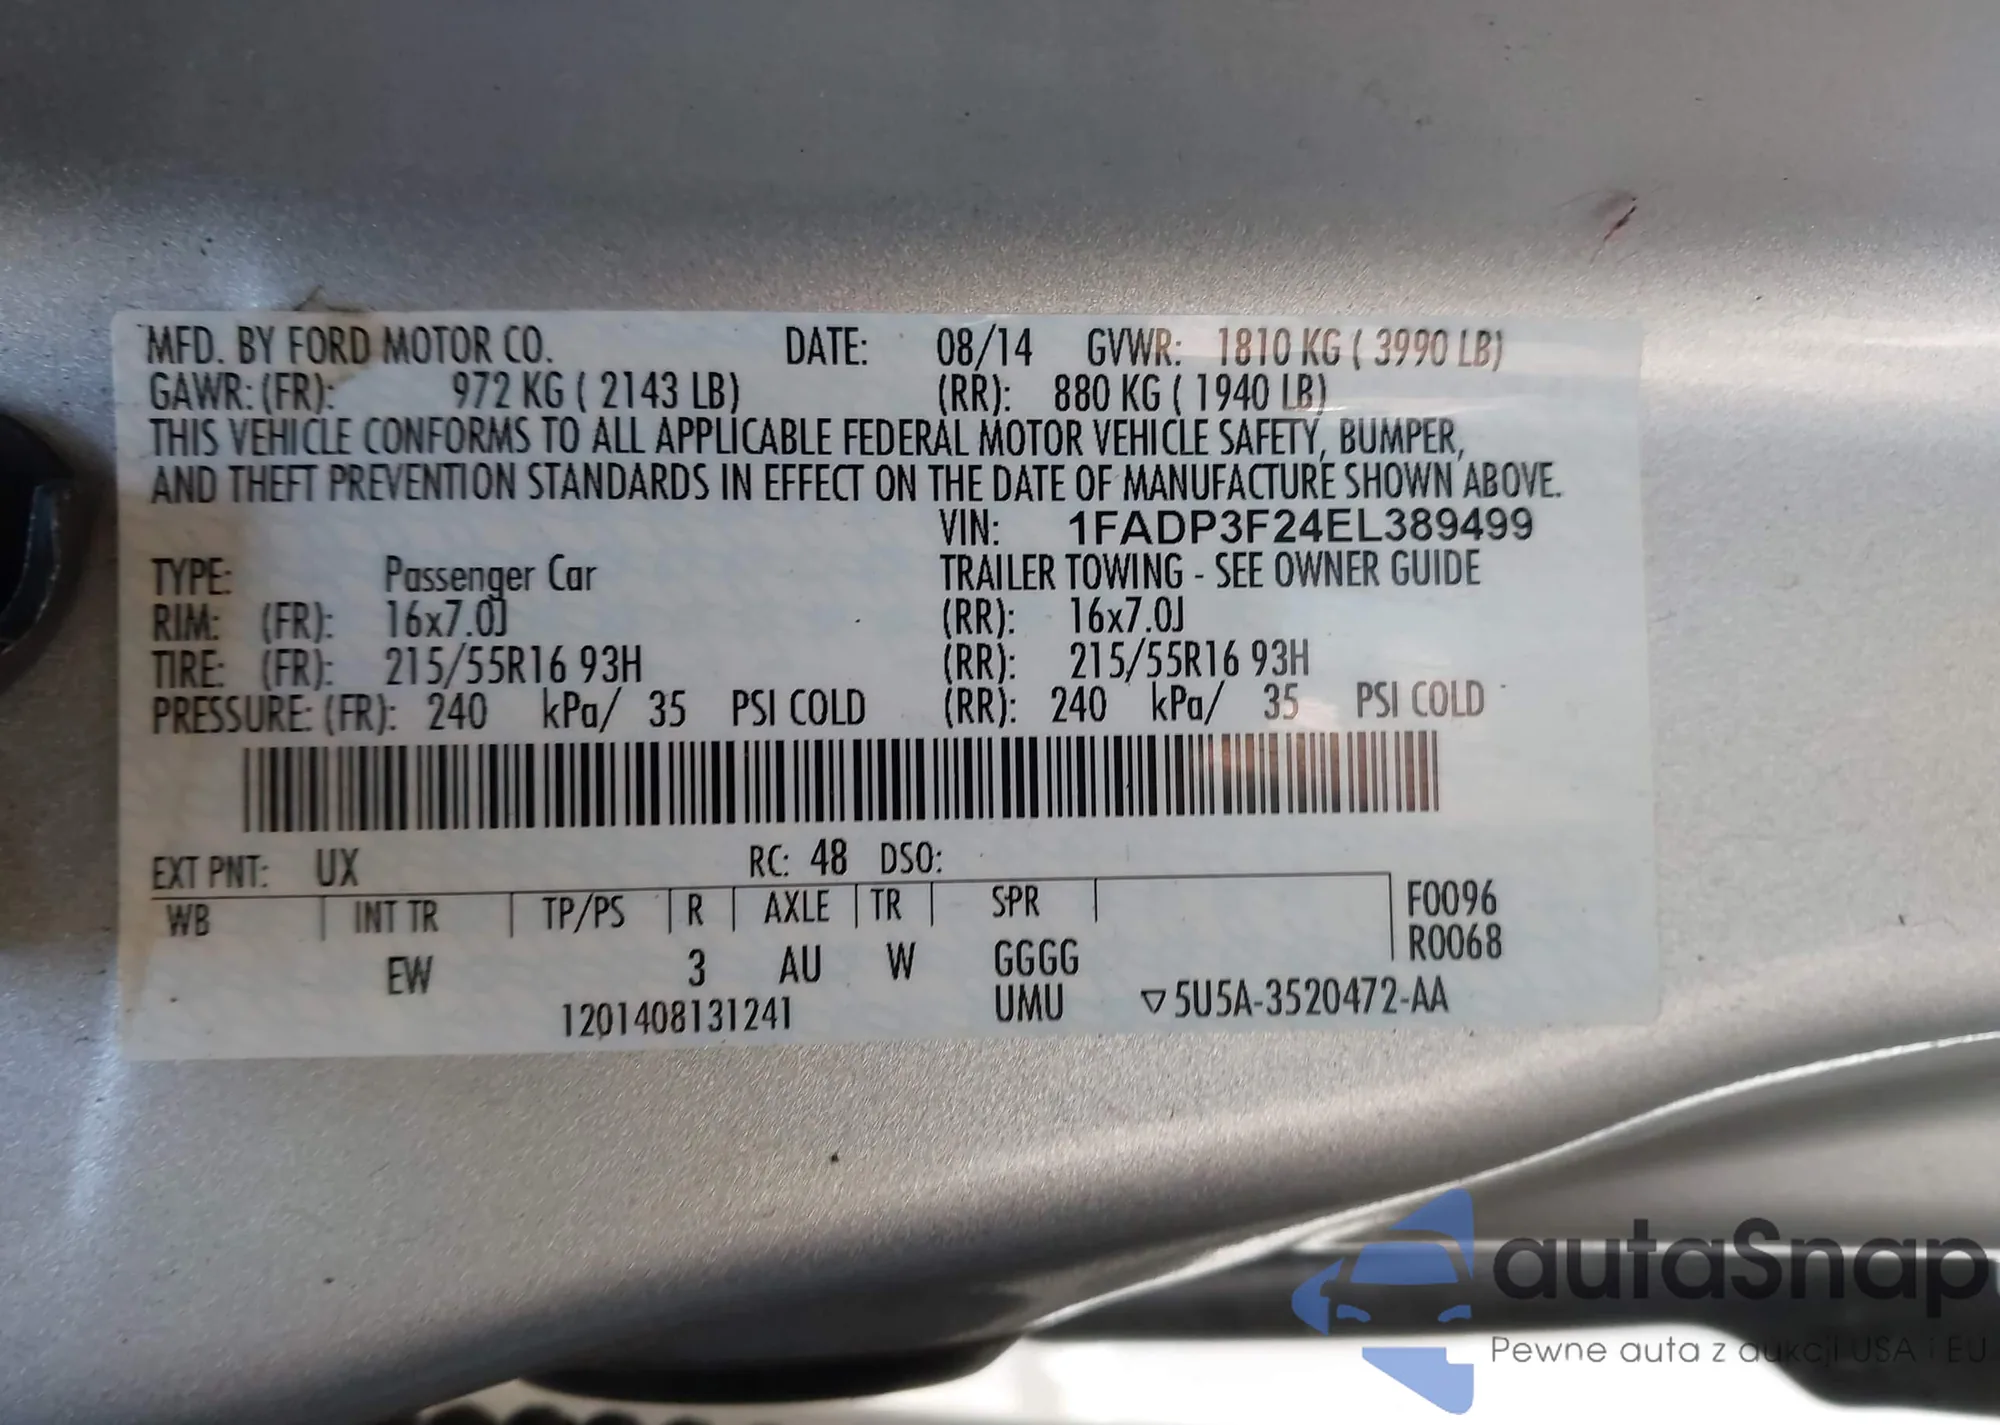 MFD. BY FORD MOTOR CO. DATE: 08/14 GVWR: 1810 KG ( 3990 LB)
GAWR: (FR): 972 KG ( 2143 LB) (RR): 880 KG ( 1940 LB)
THIS VEHICLE CONFORMS TO ALL APPLICABLE FEDERAL MOTOR VEHICLE SAFETY, BUMPER,
AND THEFT PREVENTION STANDARDS IN EFFECT ON THE DATE OF MANUFACTURE SHOWN ABOVE.
VIN: 1FADP3F24EL389499
TYPE: Passenger Car TRAILER TOWING - SEE OWNER GUIDE
RIM: (FR): 16x7.0J (RR): 16x7.0J
TIRE: (FR): 215/55R16 93H (RR): 215/55R16 93H
PRESSURE: (FR): 240 kPa/ 35 PSI COLD (RR): 240 kPa/ 35 PSI COLD
EXT PNT: UX RC: 48 DSO:
WB INT TR TP/PS R AXLE TR SPR F0096
R0068
EW 3 AU W GGGG
1201408131241 UMU ▽5U5A-3520472-AA
autaSnap
Pewne auta z aukcji USA i EU